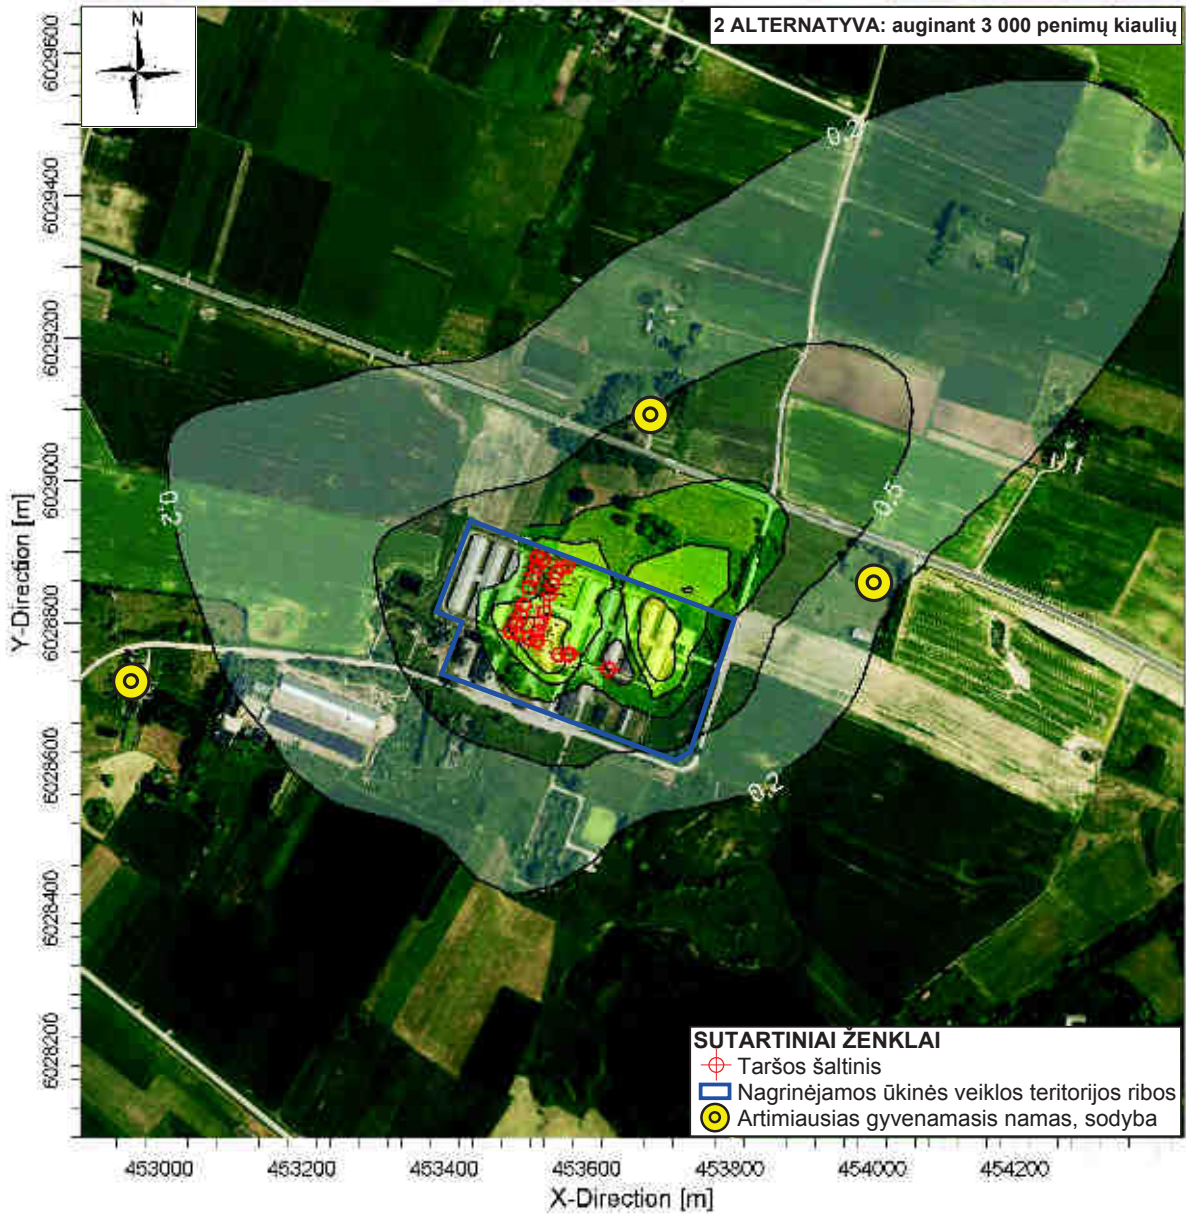 2 ALTERNATYVA: auginant 3 000 penimų kiaulių
N
6029600
6029400
6029200
6029000
6028800
6028600
6028400
6028200
Y-Direction [m]
0.2
0.2
0.5
0.2
SUTARTINIAI ŽENKLAI
Taršos šaltinis
Nagrinėjamos ūkinės veiklos teritorijos ribos
Artimiausias gyvenamasis namas, sodyba
453000 453200 453400 453600 453800 454000 454200
X-Direction [m]